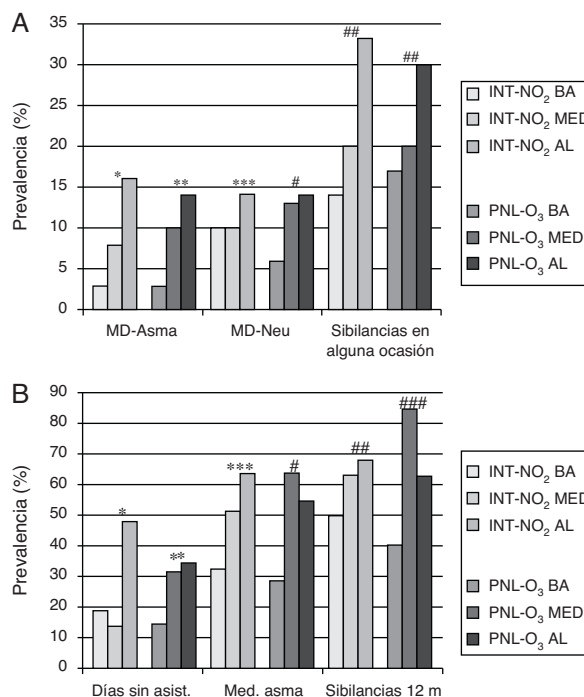 A
Prevalencia (%)
35
30
25
20
15
10
5
0
*
**
***
#
##
##
MD-Asma
MD-Neu
Sibilancias en
alguna ocasión
INT-NO₂ BA
INT-NO₂ MED
INT-NO₂ AL
PNL-O₃ BA
PNL-O₃ MED
PNL-O₃ AL
B
Prevalencia (%)
90
80
70
60
50
40
30
20
10
0
*
**
***
#
##
###
Días sin asist.
Med. asma
Sibilancias 12 m
INT-NO₂ BA
INT-NO₂ MED
INT-NO₂ AL
PNL-O₃ BA
PNL-O₃ MED
PNL-O₃ AL